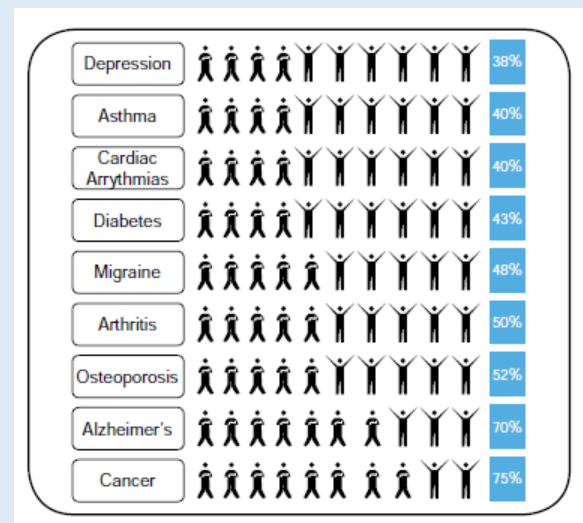 Depression 38%
Asthma 40%
Cardiac
Arrythmias 40%
Diabetes 43%
Migraine 48%
Arthritis 50%
Osteoporosis 52%
Alzheimer's 70%
Cancer 75%